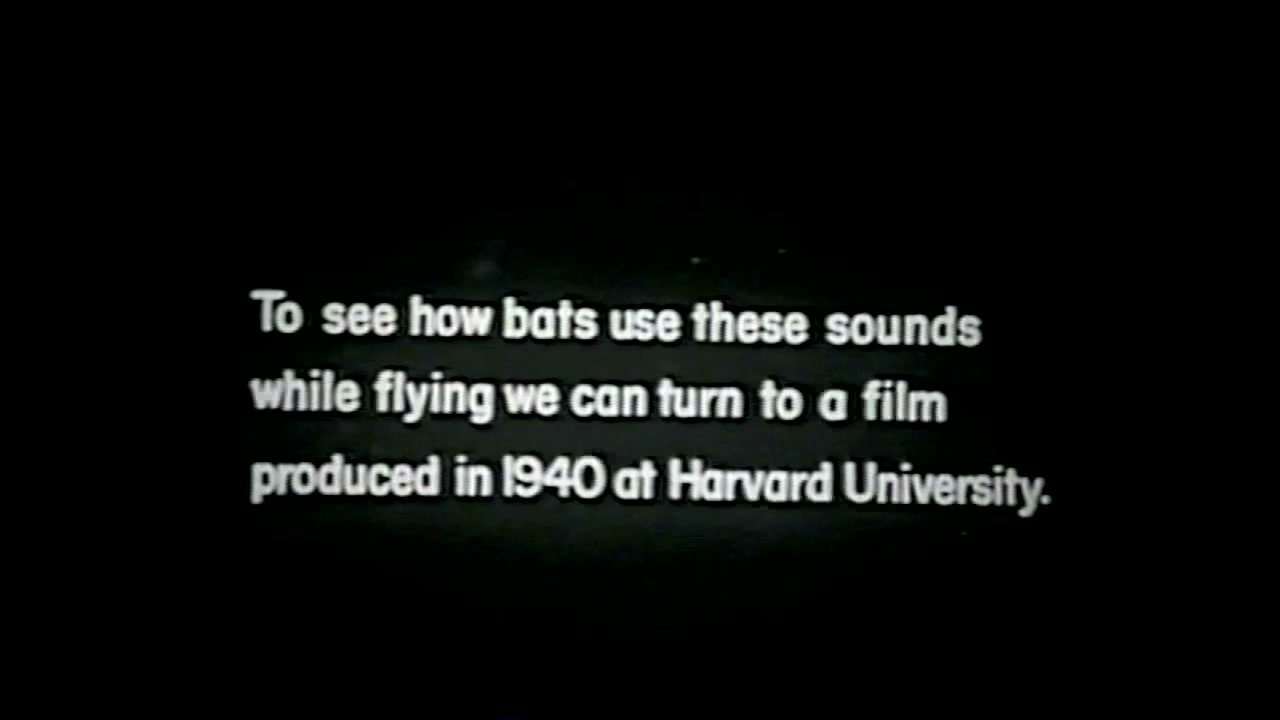 To see how bats use these sounds
while flying we can turn to a film
produced in 1940 at Harvard University.